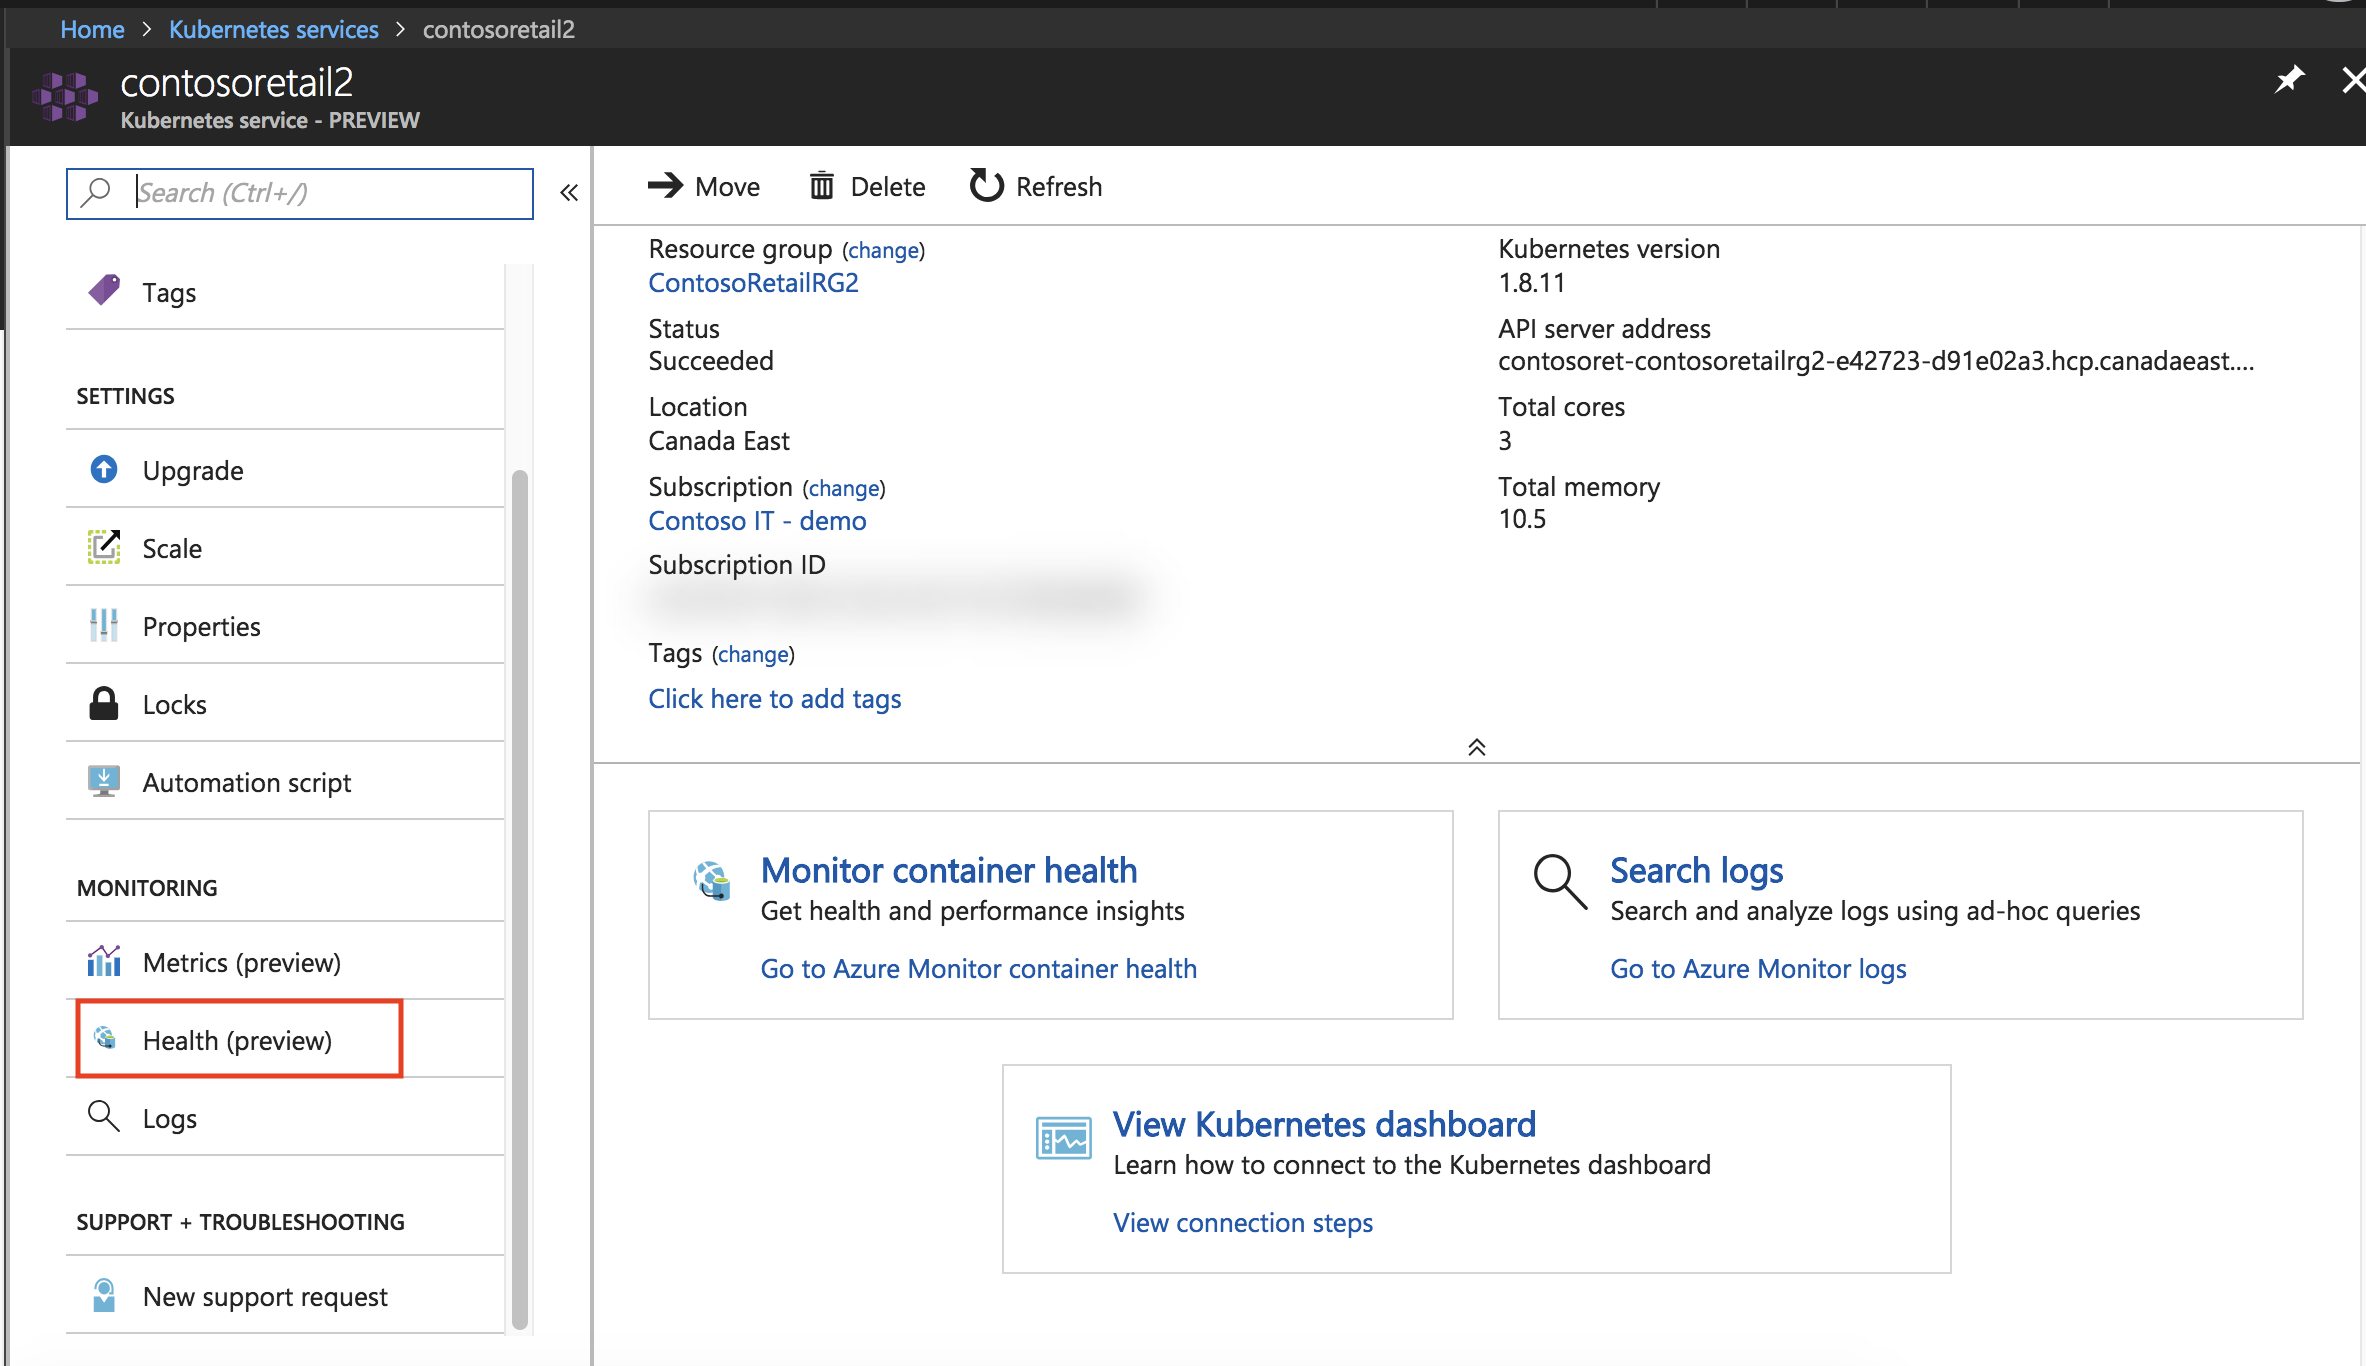 Home > Kubernetes services > contosoretail2
contosoretail2
Kubernetes service - PREVIEW
Search (Ctrl+/)
Tags
SETTINGS
Upgrade
Scale
Properties
Locks
Automation script
MONITORING
Metrics (preview)
Health (preview)
Logs
SUPPORT + TROUBLESHOOTING
New support request
Move
Delete
Refresh
Resource group (change)
ContosoRetailRG2
Status
Succeeded
Location
Canada East
Subscription (change)
Contoso IT - demo
Subscription ID
Tags (change)
Click here to add tags
Kubernetes version
1.8.11
API server address
contosoret-contosoretailrg2-e42723-d91e02a3.hcp.canadaeast....
Total cores
3
Total memory
10.5
Monitor container health
Get health and performance insights
Go to Azure Monitor container health
Search logs
Search and analyze logs using ad-hoc queries
Go to Azure Monitor logs
View Kubernetes dashboard
Learn how to connect to the Kubernetes dashboard
View connection steps